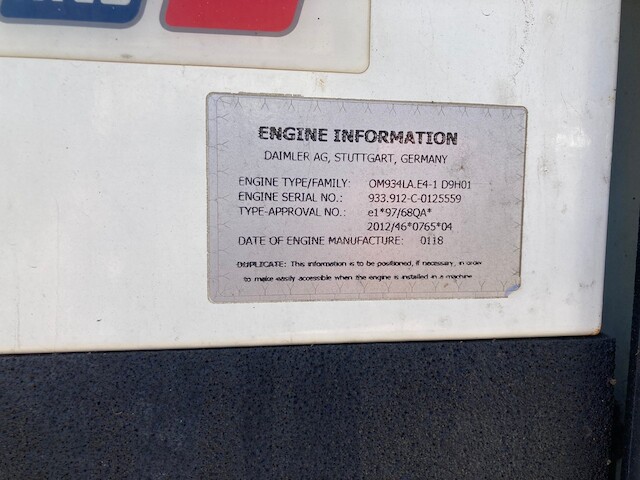 ENGINE INFORMATION
DAIMLER AG, STUTTGART, GERMANY
ENGINE TYPE/FAMILY: OM934LA.E4-1 D9H01
ENGINE SERIAL NO.: 933.912-C-0125559
TYPE-APPROVAL NO.: e1*97/68QA*
2012/46*0765*04
DATE OF ENGINE MANUFACTURE: 0118
DUPLICATE: This information is to be positioned, if necessary, in order
to make easily accessible when the engine is installed in a machine